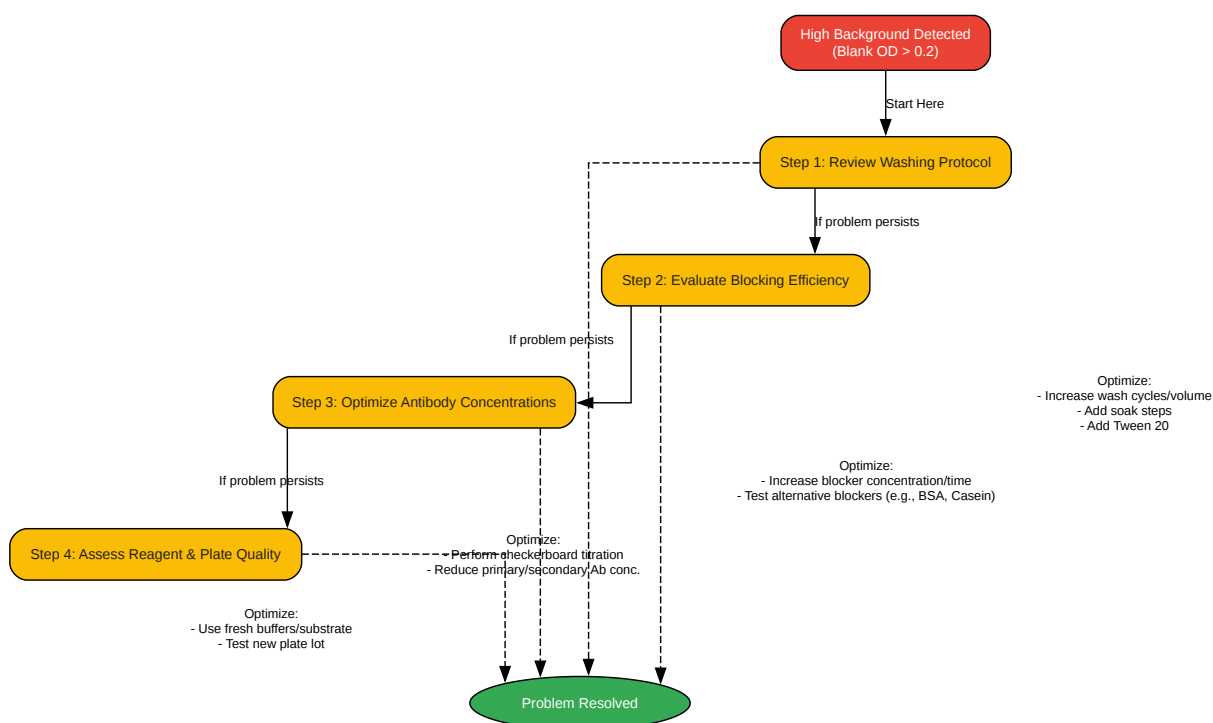 High Background Detected
(Blank OD > 0.2)
Start Here
Step 1: Review Washing Protocol
If problem persists
Step 2: Evaluate Blocking Efficiency
If problem persists
Step 3: Optimize Antibody Concentrations
Optimize:
- Increase wash cycles/volume
- Add soak steps
- Add Tween 20
Optimize:
- Increase blocker concentration/time
- Test alternative blockers (e.g., BSA, Casein)
If problem persists
Step 4: Assess Reagent & Plate Quality
Optimize:
- Perform checkerboard titration
- Reduce primary/secondary Ab conc.
Optimize:
- Use fresh buffers/substrate
- Test new plate lot
Problem Resolved